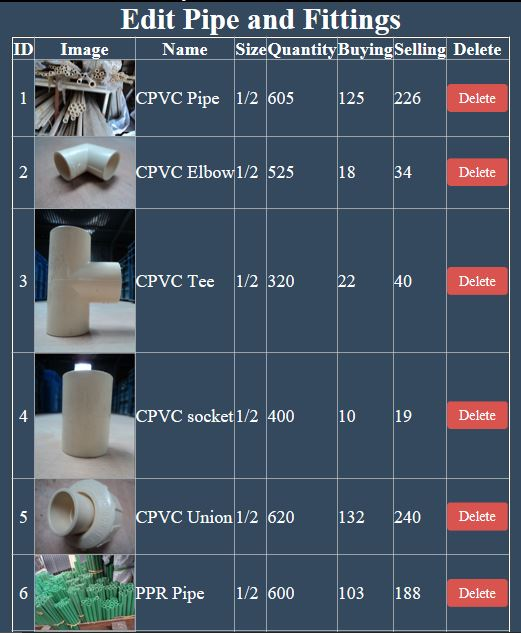 Edit Pipe and Fittings
ID Image Name Size Quantity Buying Selling Delete
1 CPVC Pipe 1/2 605 125 226 Delete
2 CPVC Elbow 1/2 525 18 34 Delete
3 CPVC Tee 1/2 320 22 40 Delete
4 CPVC socket 1/2 400 10 19 Delete
5 CPVC Union 1/2 620 132 240 Delete
6 PPR Pipe 1/2 600 103 188 Delete